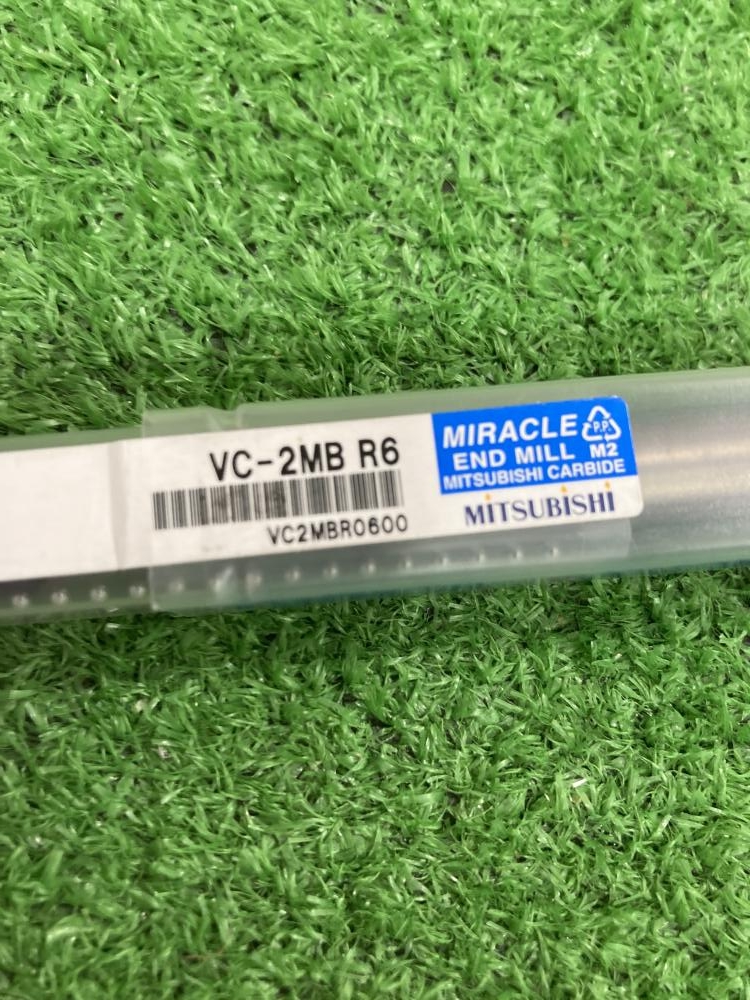 VC-2MB R6
VC2MBR0600
MIRACLE
P.P.
END MILL M2
MITSUBISHI CARBIDE
MITSUBISHI